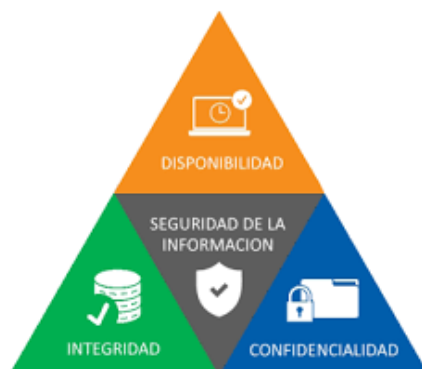 DISPONIBILIDAD
SEGURIDAD DE LA
INFORMACION
INTEGRIDAD
CONFIDENCIALIDAD